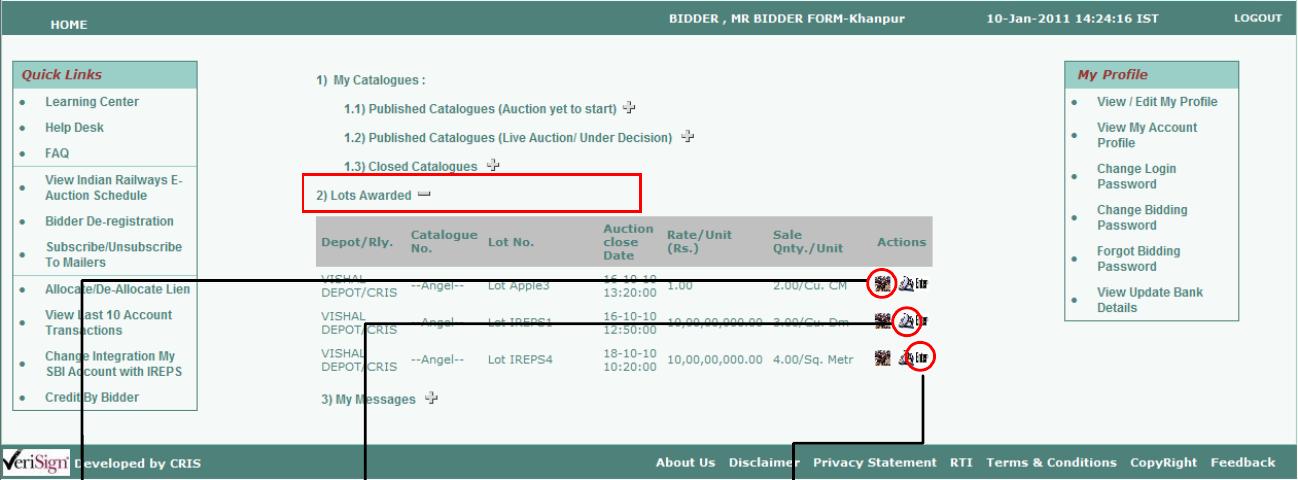 HOME
BIDDER , MR BIDDER FORM-Khanpur
10-Jan-2011 14:24:16 IST
LOGOUT
Quick Links
Learning Center
Help Desk
FAQ
View Indian Railways E-
Auction Schedule
Bidder De-registration
Subscribe/Unsubscribe
To Mailers
Allocate/De-Allocate Lien
View Last 10 Account
Transactions
Change Integration My
SBI Account with IREPS
Credit By Bidder
1) My Catalogues :
1.1) Published Catalogues (Auction yet to start)
1.2) Published Catalogues (Live Auction/ Under Decision)
1.3) Closed Catalogues
2) Lots Awarded
Depot/Rly. Catalogue No. Lot No. Auction close Date Rate/Unit (Rs.) Sale Qnty./Unit Actions
VISHAL DEPOT/CRIS --Angel-- Lot Apple3 16-10-10 13:20:00 1.00 2.00/Cu. CM Enter
VISHAL DEPOT/CRIS --Angel-- Lot IREPS1 16-10-10 12:50:00 10,00,00,000.00 3.00/Cu. Dm
VISHAL DEPOT/CRIS --Angel-- Lot IREPS4 18-10-10 10:20:00 10,00,00,000.00 4.00/Sq. Metr Enter
3) My Messages
My Profile
View / Edit My Profile
View My Account
Profile
Change Login
Password
Change Bidding
Password
Forgot Bidding
Password
View Update Bank
Details
VeriSign Developed by CRIS
About Us Disclaimer Privacy Statement RTI Terms & Conditions CopyRight Feedback